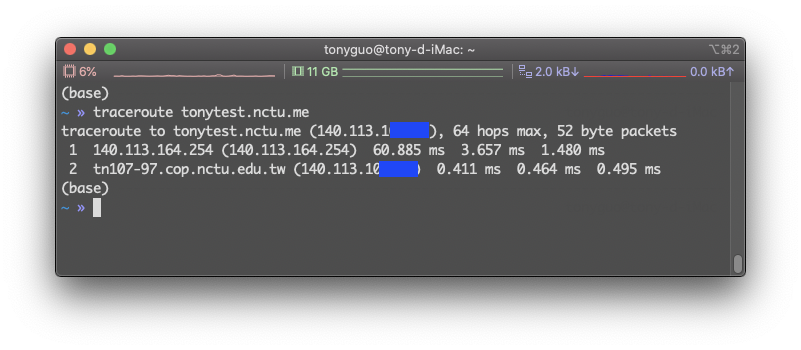 tonyguo@tony-d-iMac: ~ ⌥⌘2
6% 11 GB 2.0 kB↓ 0.0 kB↑
(base)
~ » traceroute tonytest.nctu.me
traceroute to tonytest.nctu.me (140.113.1 ), 64 hops max, 52 byte packets
1 140.113.164.254 (140.113.164.254) 60.885 ms 3.657 ms 1.480 ms
2 tn107-97.cop.nctu.edu.tw (140.113.10 ) 0.411 ms 0.464 ms 0.495 ms
(base)
~ »